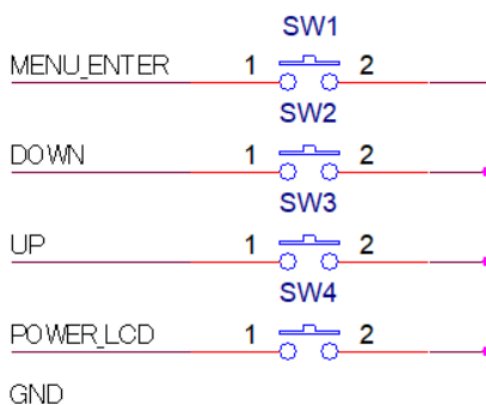 SW1
MENU_ENTER 1 2
SW2
DOWN 1 2
SW3
UP 1 2
SW4
POWER_LCD 1 2
GND